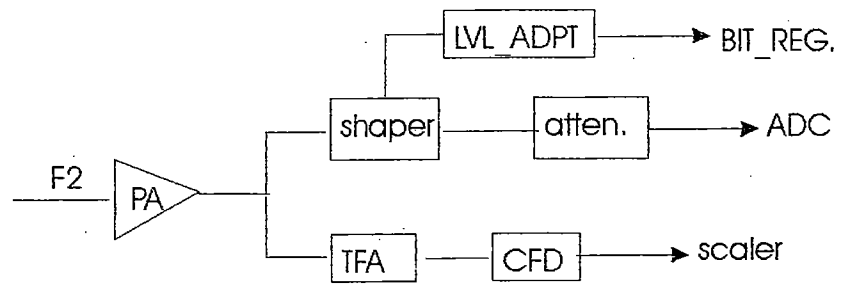 LVL_ADPT
BIT_REG.
shaper
atten.
ADC
F2
PA
TFA
CFD
scaler